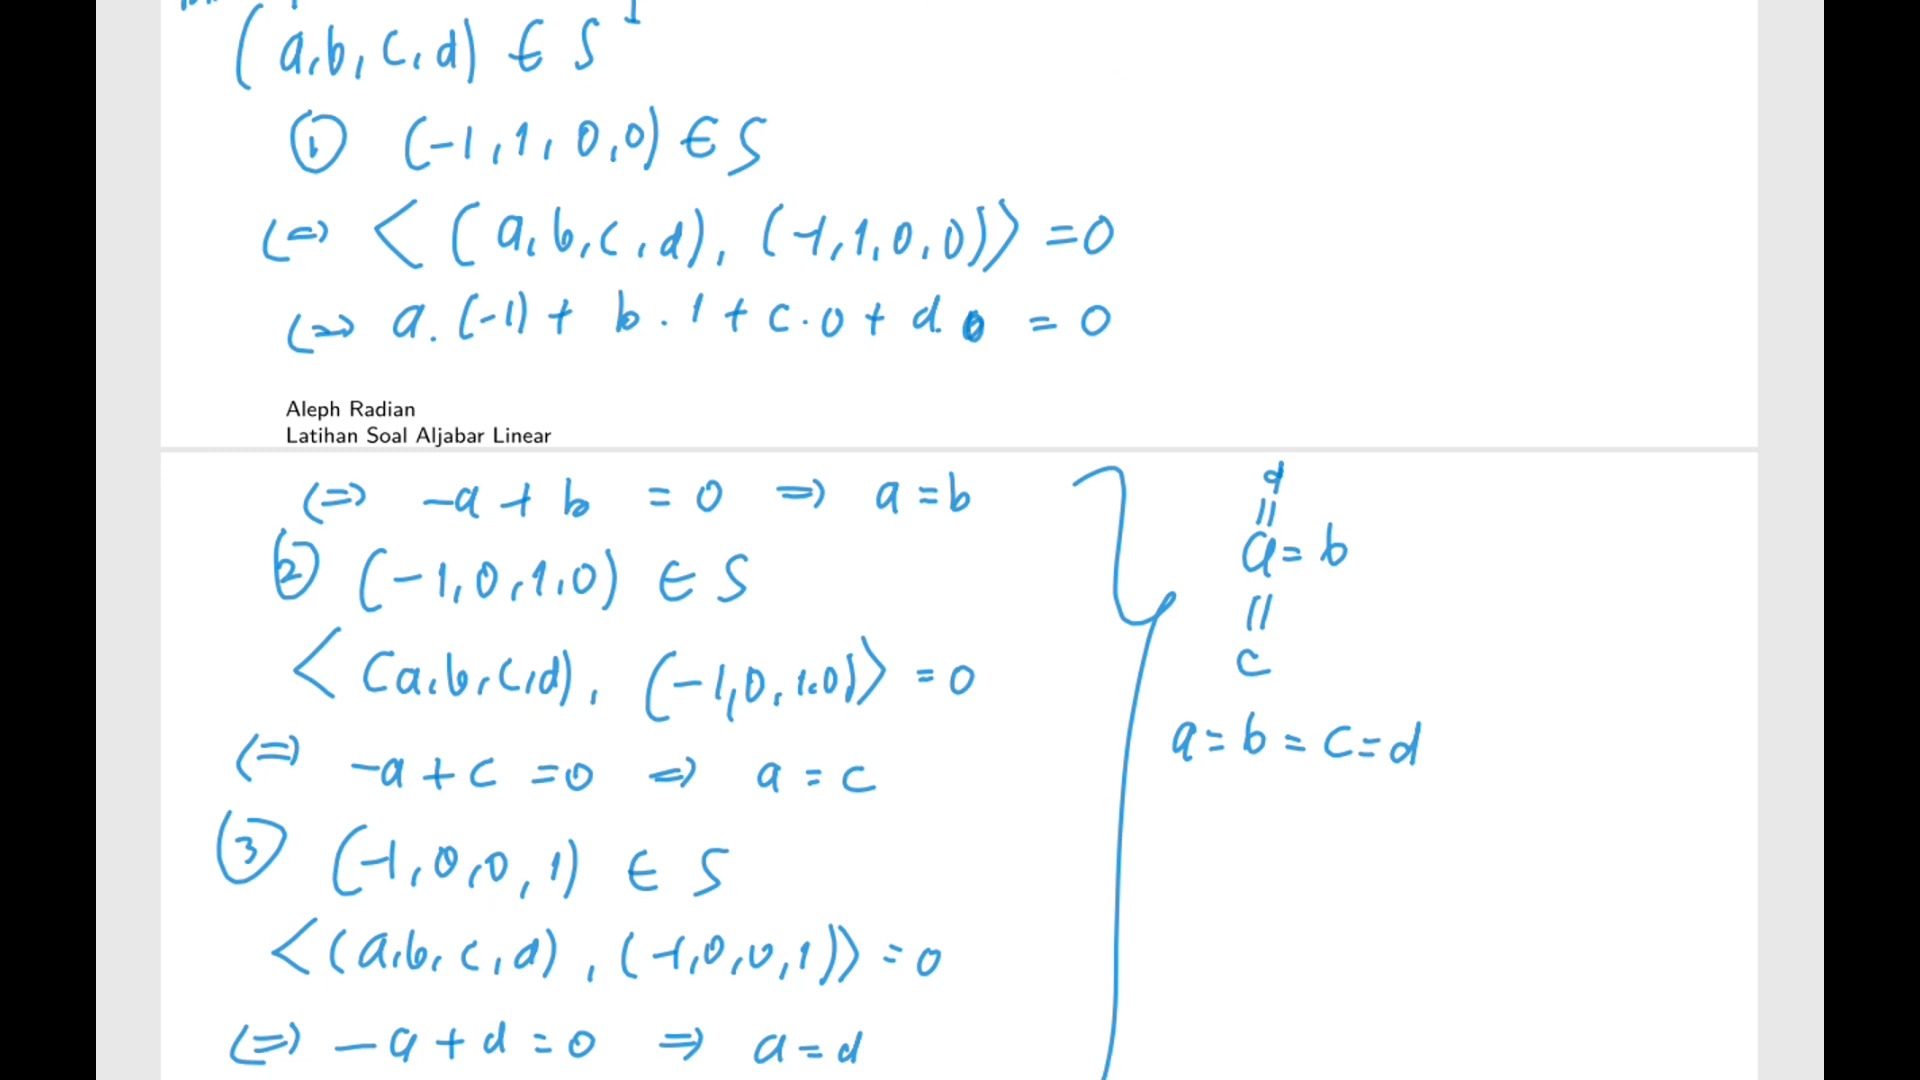 (a,b,c,d) ∈ S⊥
① (-1,1,0,0) ∈ S
(=) <(a,b,c,d), (-1,1,0,0)> =0
(=) a.(-1) + b.1 + c.0 + d.0 = 0
Aleph Radian
Latihan Soal Aljabar Linear
(=) -a + b = 0 => a = b
② (-1,0,1,0) ∈ S
<(a,b,c,d), (-1,0,1,0)> = 0
(=) -a + c = 0 => a = c
③ (-1,0,0,1) ∈ S
<(a,b,c,d), (-1,0,0,1)> = 0
(=) -a + d = 0 => a = d
d
=
a = b
=
c
a = b = c = d